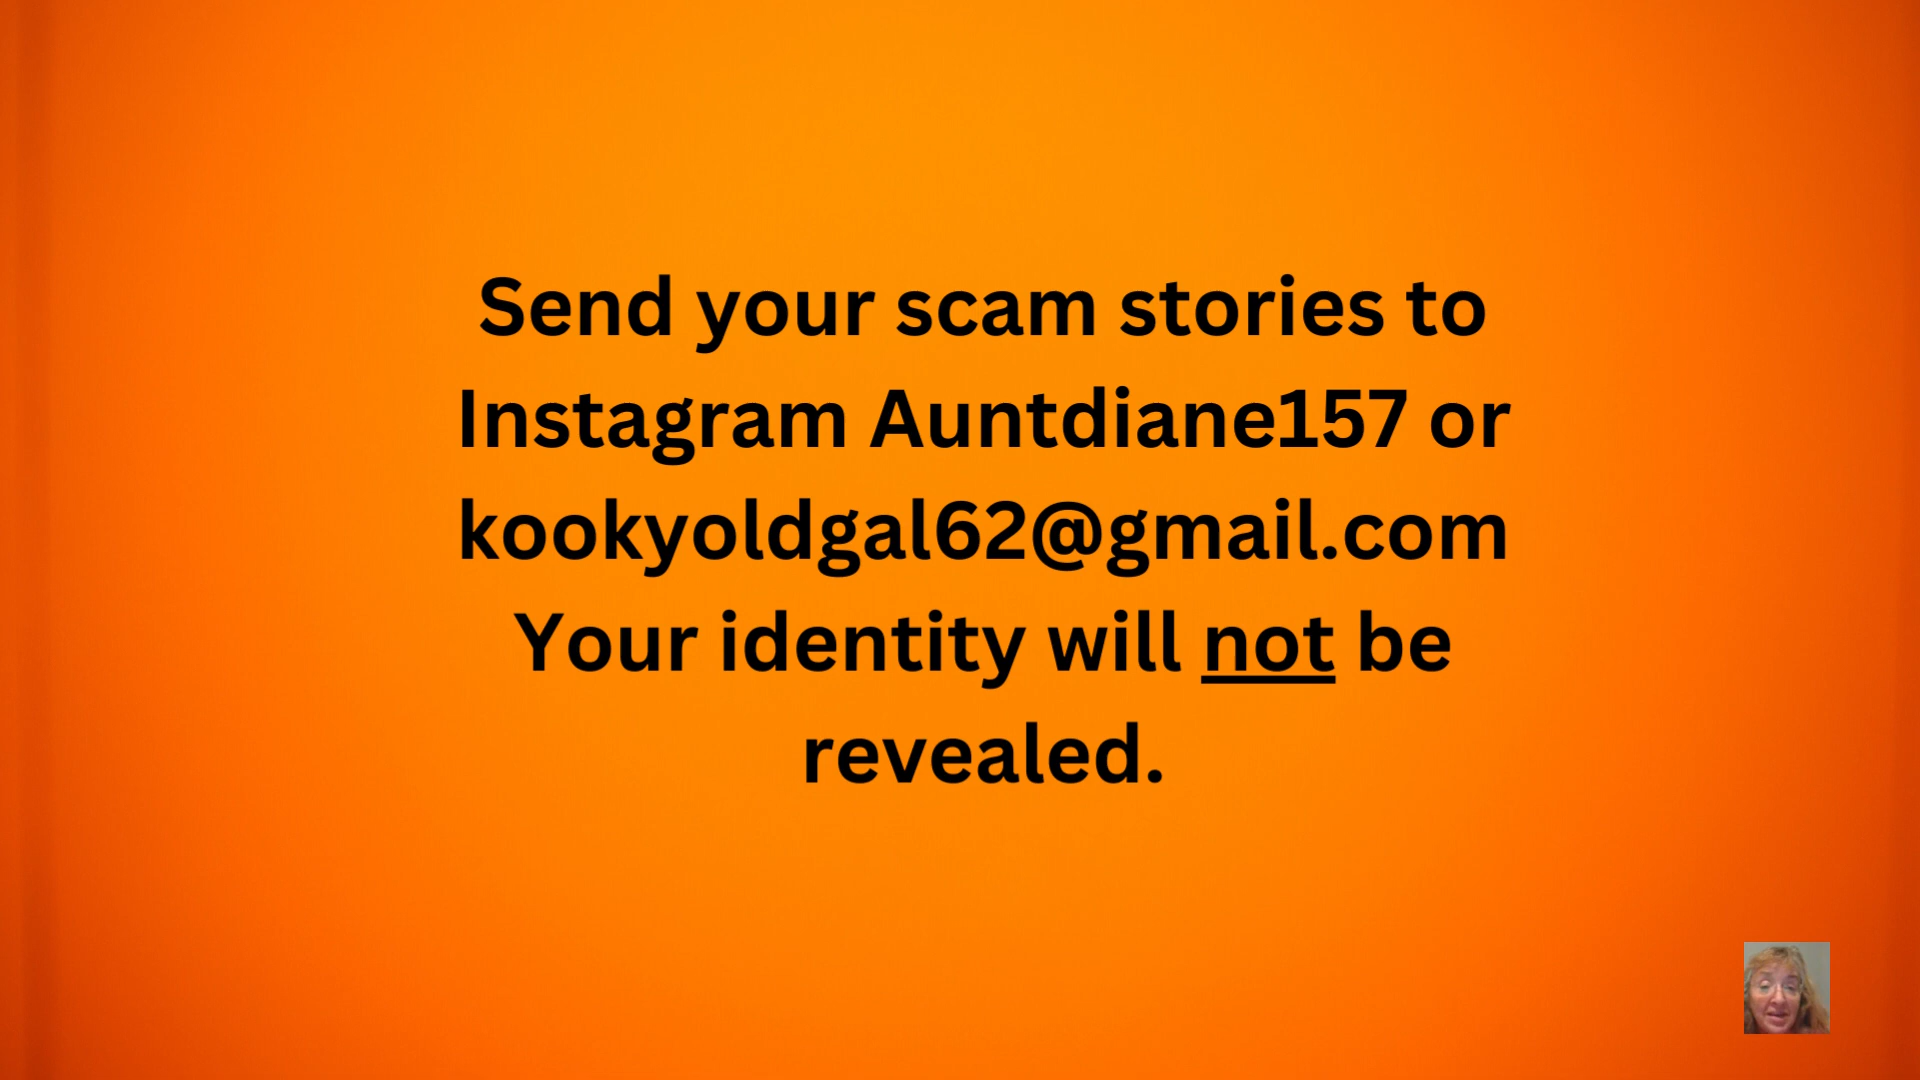 Send your scam stories to
Instagram Auntdiane157 or
kookyoldgal62@gmail.com
Your identity will not be
revealed.